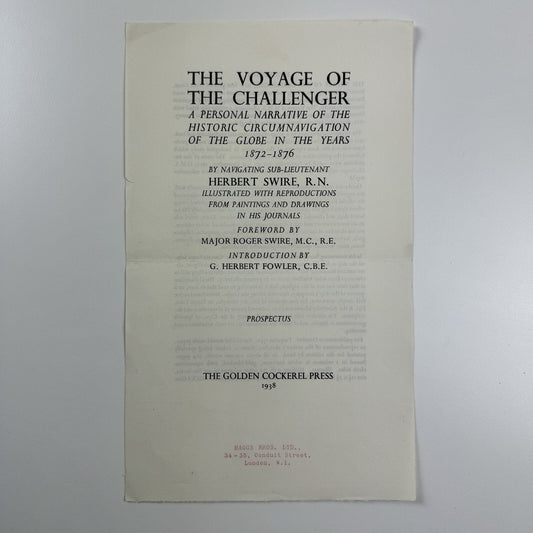 THE VOYAGE OF
THE CHALLENGER
A PERSONAL NARRATIVE OF THE
HISTORIC CIRCUMNAVIGATION
OF THE GLOBE IN THE YEARS
1872–1876
BY NAVIGATING SUB-LIEUTENANT
HERBERT SWIRE, R.N.
ILLUSTRATED WITH REPRODUCTIONS
FROM PAINTINGS AND DRAWINGS
IN HIS JOURNALS
FOREWORD BY
MAJOR ROGER SWIRE, M.C., R.E.
INTRODUCTION BY
G. HERBERT FOWLER, C.B.E.
PROSPECTUS
THE GOLDEN COCKEREL PRESS
1938
MAGGS BROS. LTD.,
34-35, Conduit Street,
London, W.1.